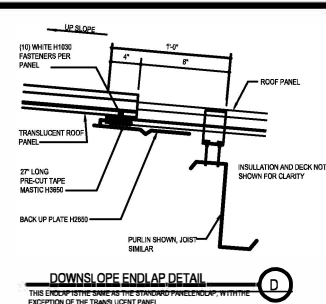 UP SLOPE
1'-0"
4"
8"
(10) WHITE H1030
FASTENERS PER
PANEL
ROOF PANEL
TRANSLUCENT ROOF
PANEL
27" LONG
PRE-CUT TAPE
MASTIC H3650
INSULATION AND DECK NOT
SHOWN FOR CLARITY
BACK UP PLATE H2650
PURLIN SHOWN, JOIST
SIMILAR
DOWNSLOPE ENDLAP DETAIL
D
THIS ENDLAP IS THE SAME AS THE STANDARD PANEL ENDLAP, WITH THE
EXCEPTION OF THE TRANSLUCENT PANEL